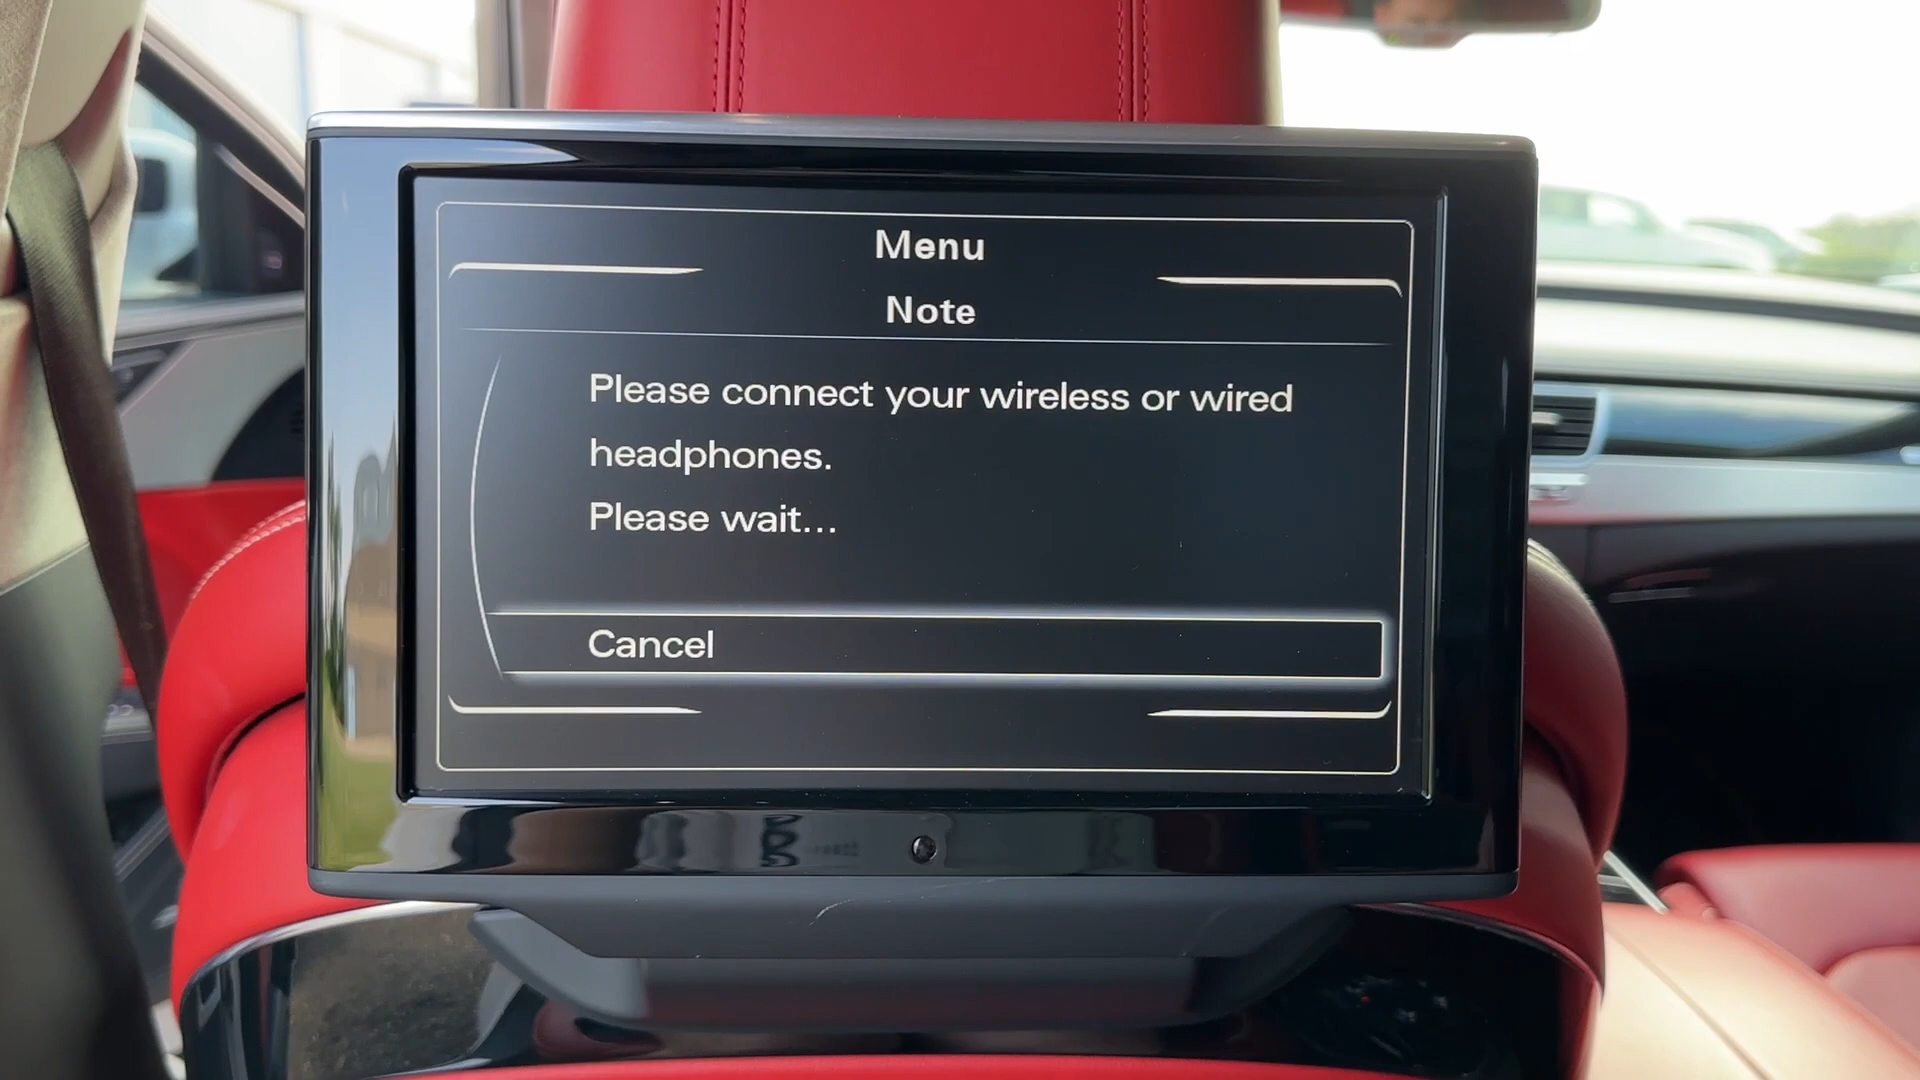 Menu
Note
Please connect your wireless or wired
headphones.
Please wait...
Cancel